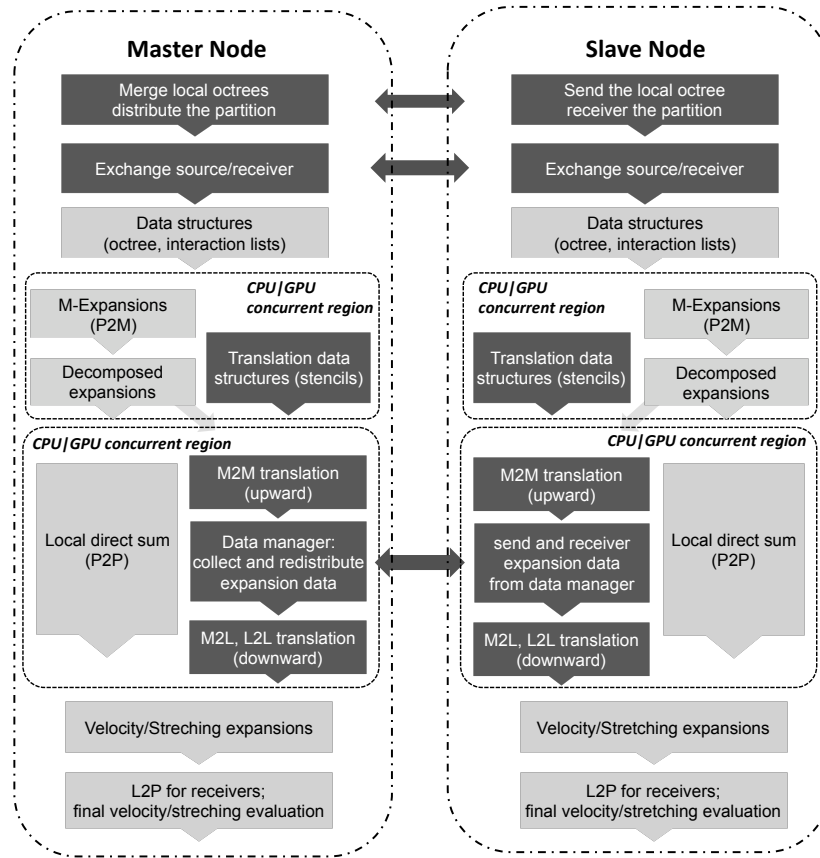 Master Node
Merge local octrees
distribute the partition
Exchange source/receiver
Data structures
(octree, interaction lists)
CPU|GPU
concurrent region
M-Expansions
(P2M)
Decomposed
expansions
Translation data
structures (stencils)
CPU|GPU concurrent region
Local direct sum
(P2P)
M2M translation
(upward)
Data manager:
collect and redistribute
expansion data
M2L, L2L translation
(downward)
Velocity/Streching expansions
L2P for receivers;
final velocity/streching evaluation
Slave Node
Send the local octree
receiver the partition
Exchange source/receiver
Data structures
(octree, interaction lists)
CPU|GPU
concurrent region
Translation data
structures (stencils)
M-Expansions
(P2M)
Decomposed
expansions
CPU|GPU concurrent region
M2M translation
(upward)
send and receiver
expansion data
from data manager
M2L, L2L translation
(downward)
Local direct sum
(P2P)
Velocity/Stretching expansions
L2P for receivers;
final velocity/stretching evaluation